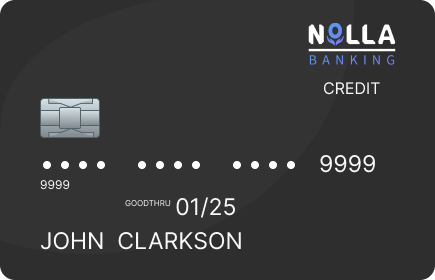 NOLLA
BANKING
CREDIT
•••• •••• •••• 9999
9999
GOODTHRU 01/25
JOHN CLARKSON